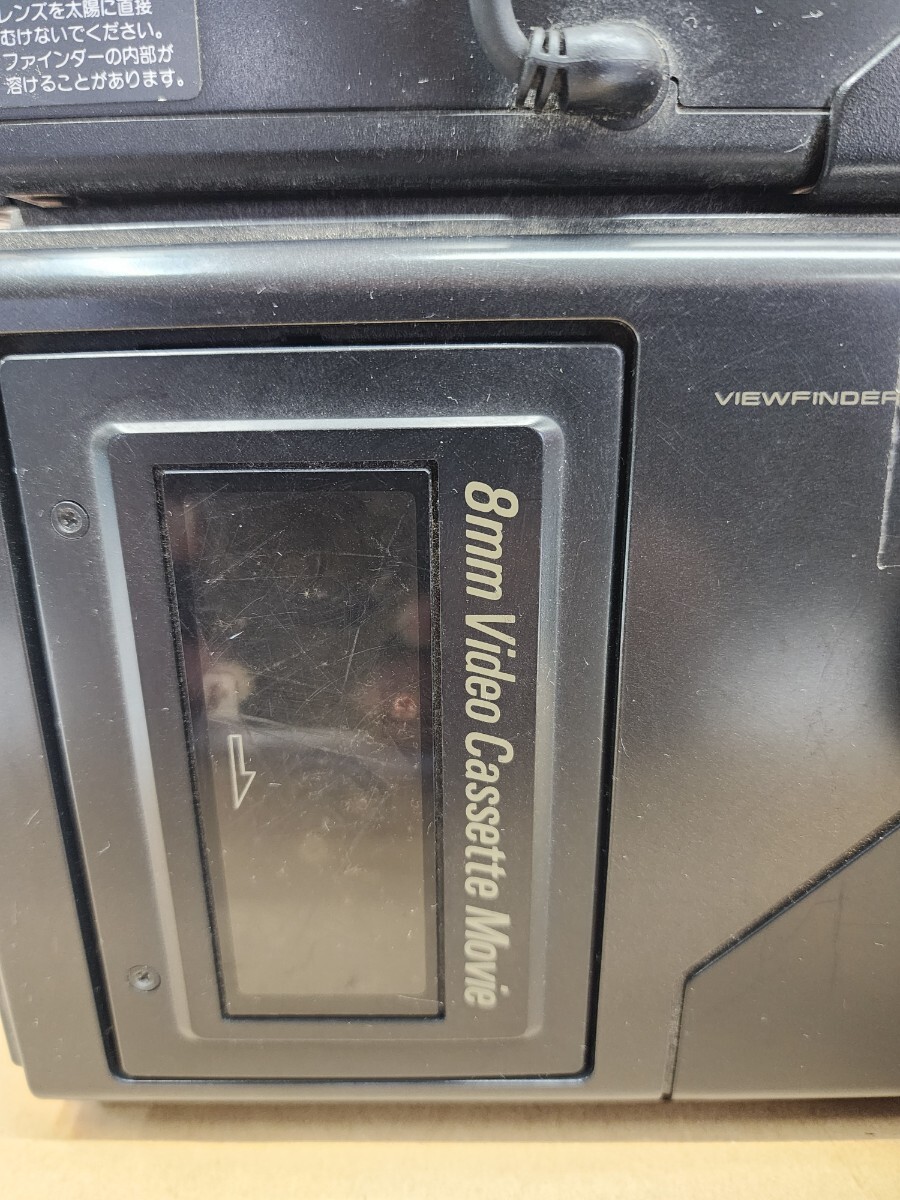 レンズを太陽に直接
むけないでください。
ファインダーの内部が
溶けることがあります。
VIEWFINDER
8mm Video Cassette Movie